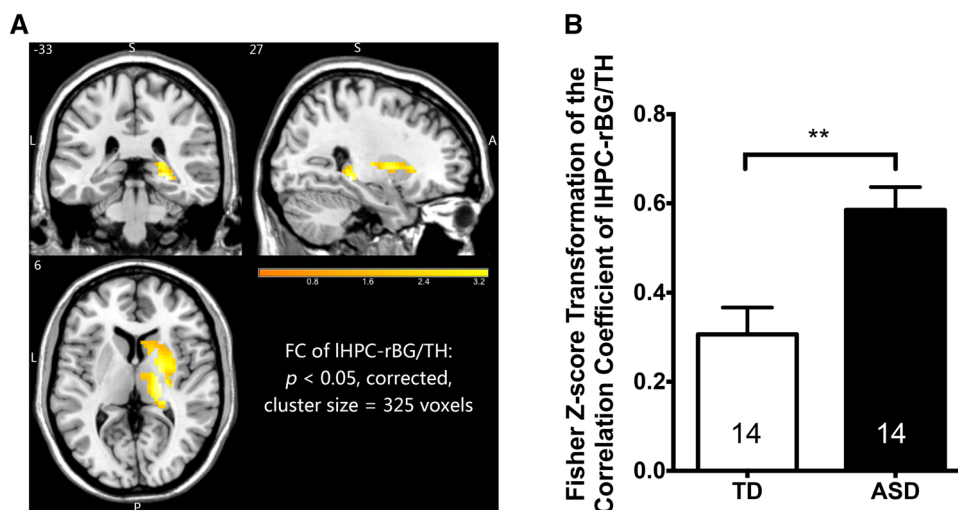 A
-33
S
L
27
S
A
0.8 1.6 2.4 3.2
6
L
P
FC of lHPC-rBG/TH:
p < 0.05, corrected,
cluster size = 325 voxels
B
Fisher Z-score Transformation of the
Correlation Coefficient of lHPC-rBG/TH
0.8
0.6
0.4
0.2
0.0
**
14
14
TD
ASD